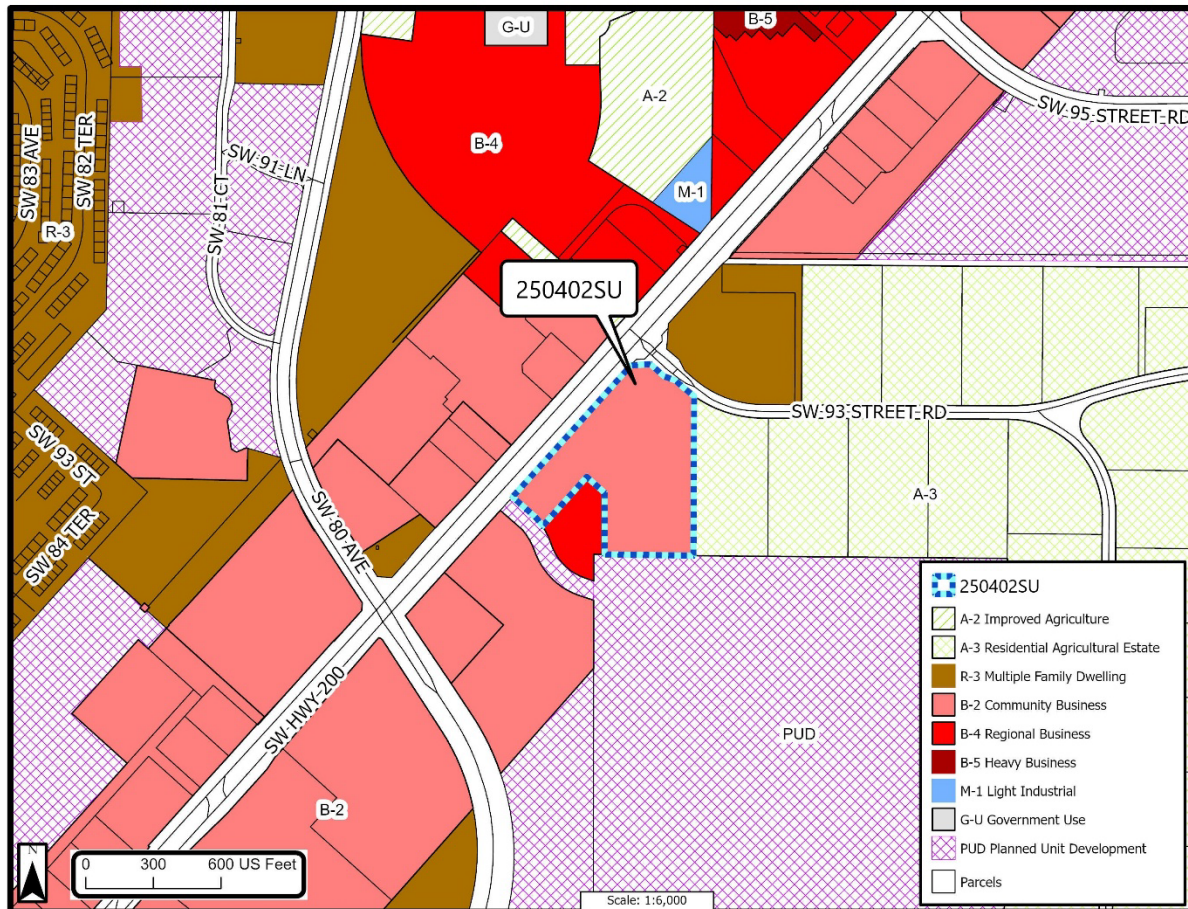 G-U
B-5
A-2
SW 95 STREET RD
B-4
SW 83 AVE
SW 82 TER
SW 91 LN
SW 81 CT
M-1
R-3
250402SU
SW 93 STREET RD
SW 93 ST
A-3
SW 84 TER
SW 80 AVE
SW HWY 200
PUD
B-2
250402SU
A-2 Improved Agriculture
A-3 Residential Agricultural Estate
R-3 Multiple Family Dwelling
B-2 Community Business
B-4 Regional Business
B-5 Heavy Business
M-1 Light Industrial
G-U Government Use
PUD Planned Unit Development
Parcels
N
0 300 600 US Feet
Scale: 1:6,000